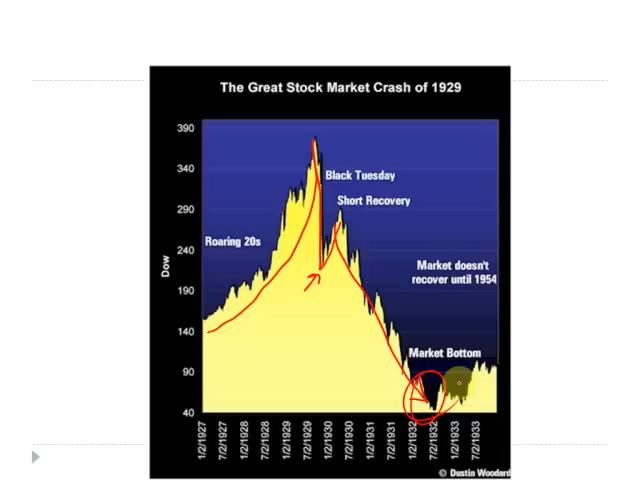 The Great Stock Market Crash of 1929
390
340
290
240
190
140
90
40
Dow
Roaring 20s
Black Tuesday
Short Recovery
Market doesn't
recover until 1954
Market Bottom
1/2/1927
7/2/1927
1/2/1928
7/2/1928
1/2/1929
7/2/1929
1/2/1930
7/2/1930
1/2/1931
7/2/1931
1/2/1932
7/2/1932
1/2/1933
7/2/1933
© Dustin Woodard